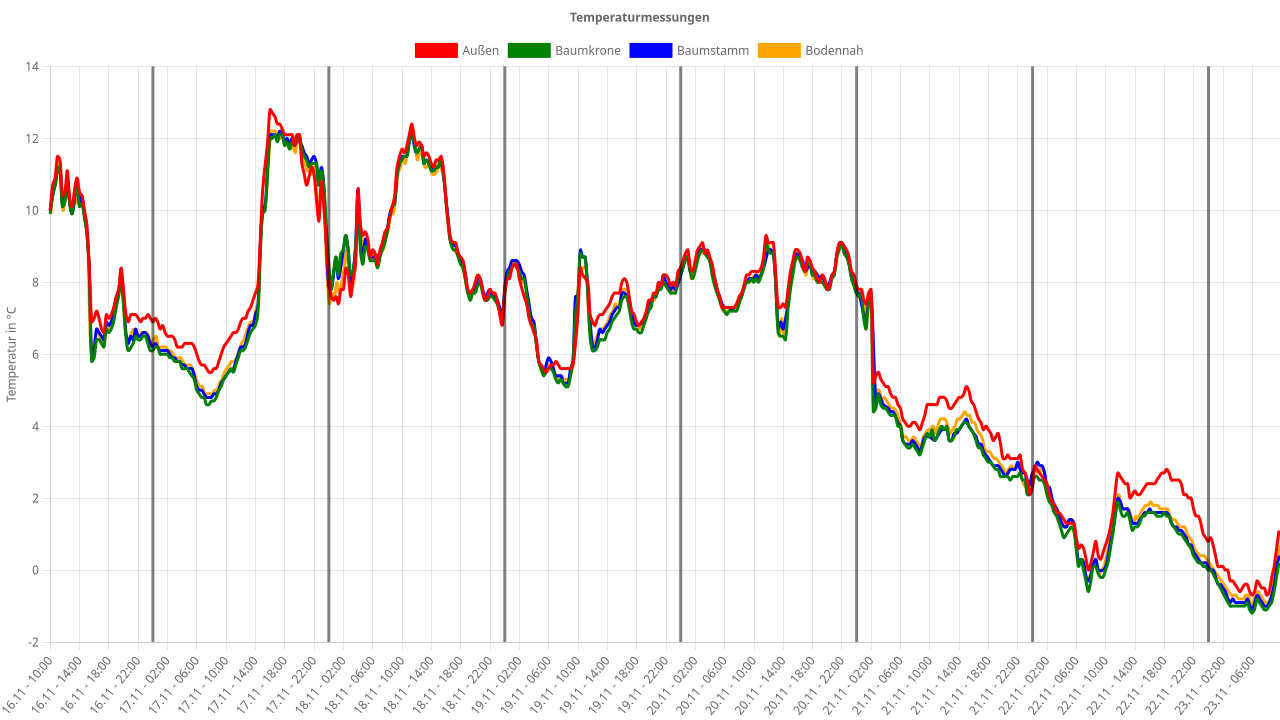 Temperaturmessungen
Außen Baumkrone Baumstamm Bodennah
Temperatur in °C
14
12
10
8
6
4
2
0
-2
16.11 - 10:00
16.11 - 14:00
16.11 - 18:00
16.11 - 22:00
17.11 - 02:00
17.11 - 06:00
17.11 - 10:00
17.11 - 14:00
17.11 - 18:00
17.11 - 22:00
18.11 - 02:00
18.11 - 06:00
18.11 - 10:00
18.11 - 14:00
18.11 - 18:00
18.11 - 22:00
19.11 - 02:00
19.11 - 06:00
19.11 - 10:00
19.11 - 14:00
19.11 - 18:00
19.11 - 22:00
20.11 - 02:00
20.11 - 06:00
20.11 - 10:00
20.11 - 14:00
20.11 - 18:00
20.11 - 22:00
21.11 - 02:00
21.11 - 06:00
21.11 - 10:00
21.11 - 14:00
21.11 - 18:00
21.11 - 22:00
22.11 - 02:00
22.11 - 06:00
22.11 - 10:00
22.11 - 14:00
22.11 - 18:00
22.11 - 22:00
23.11 - 02:00
23.11 - 06:00